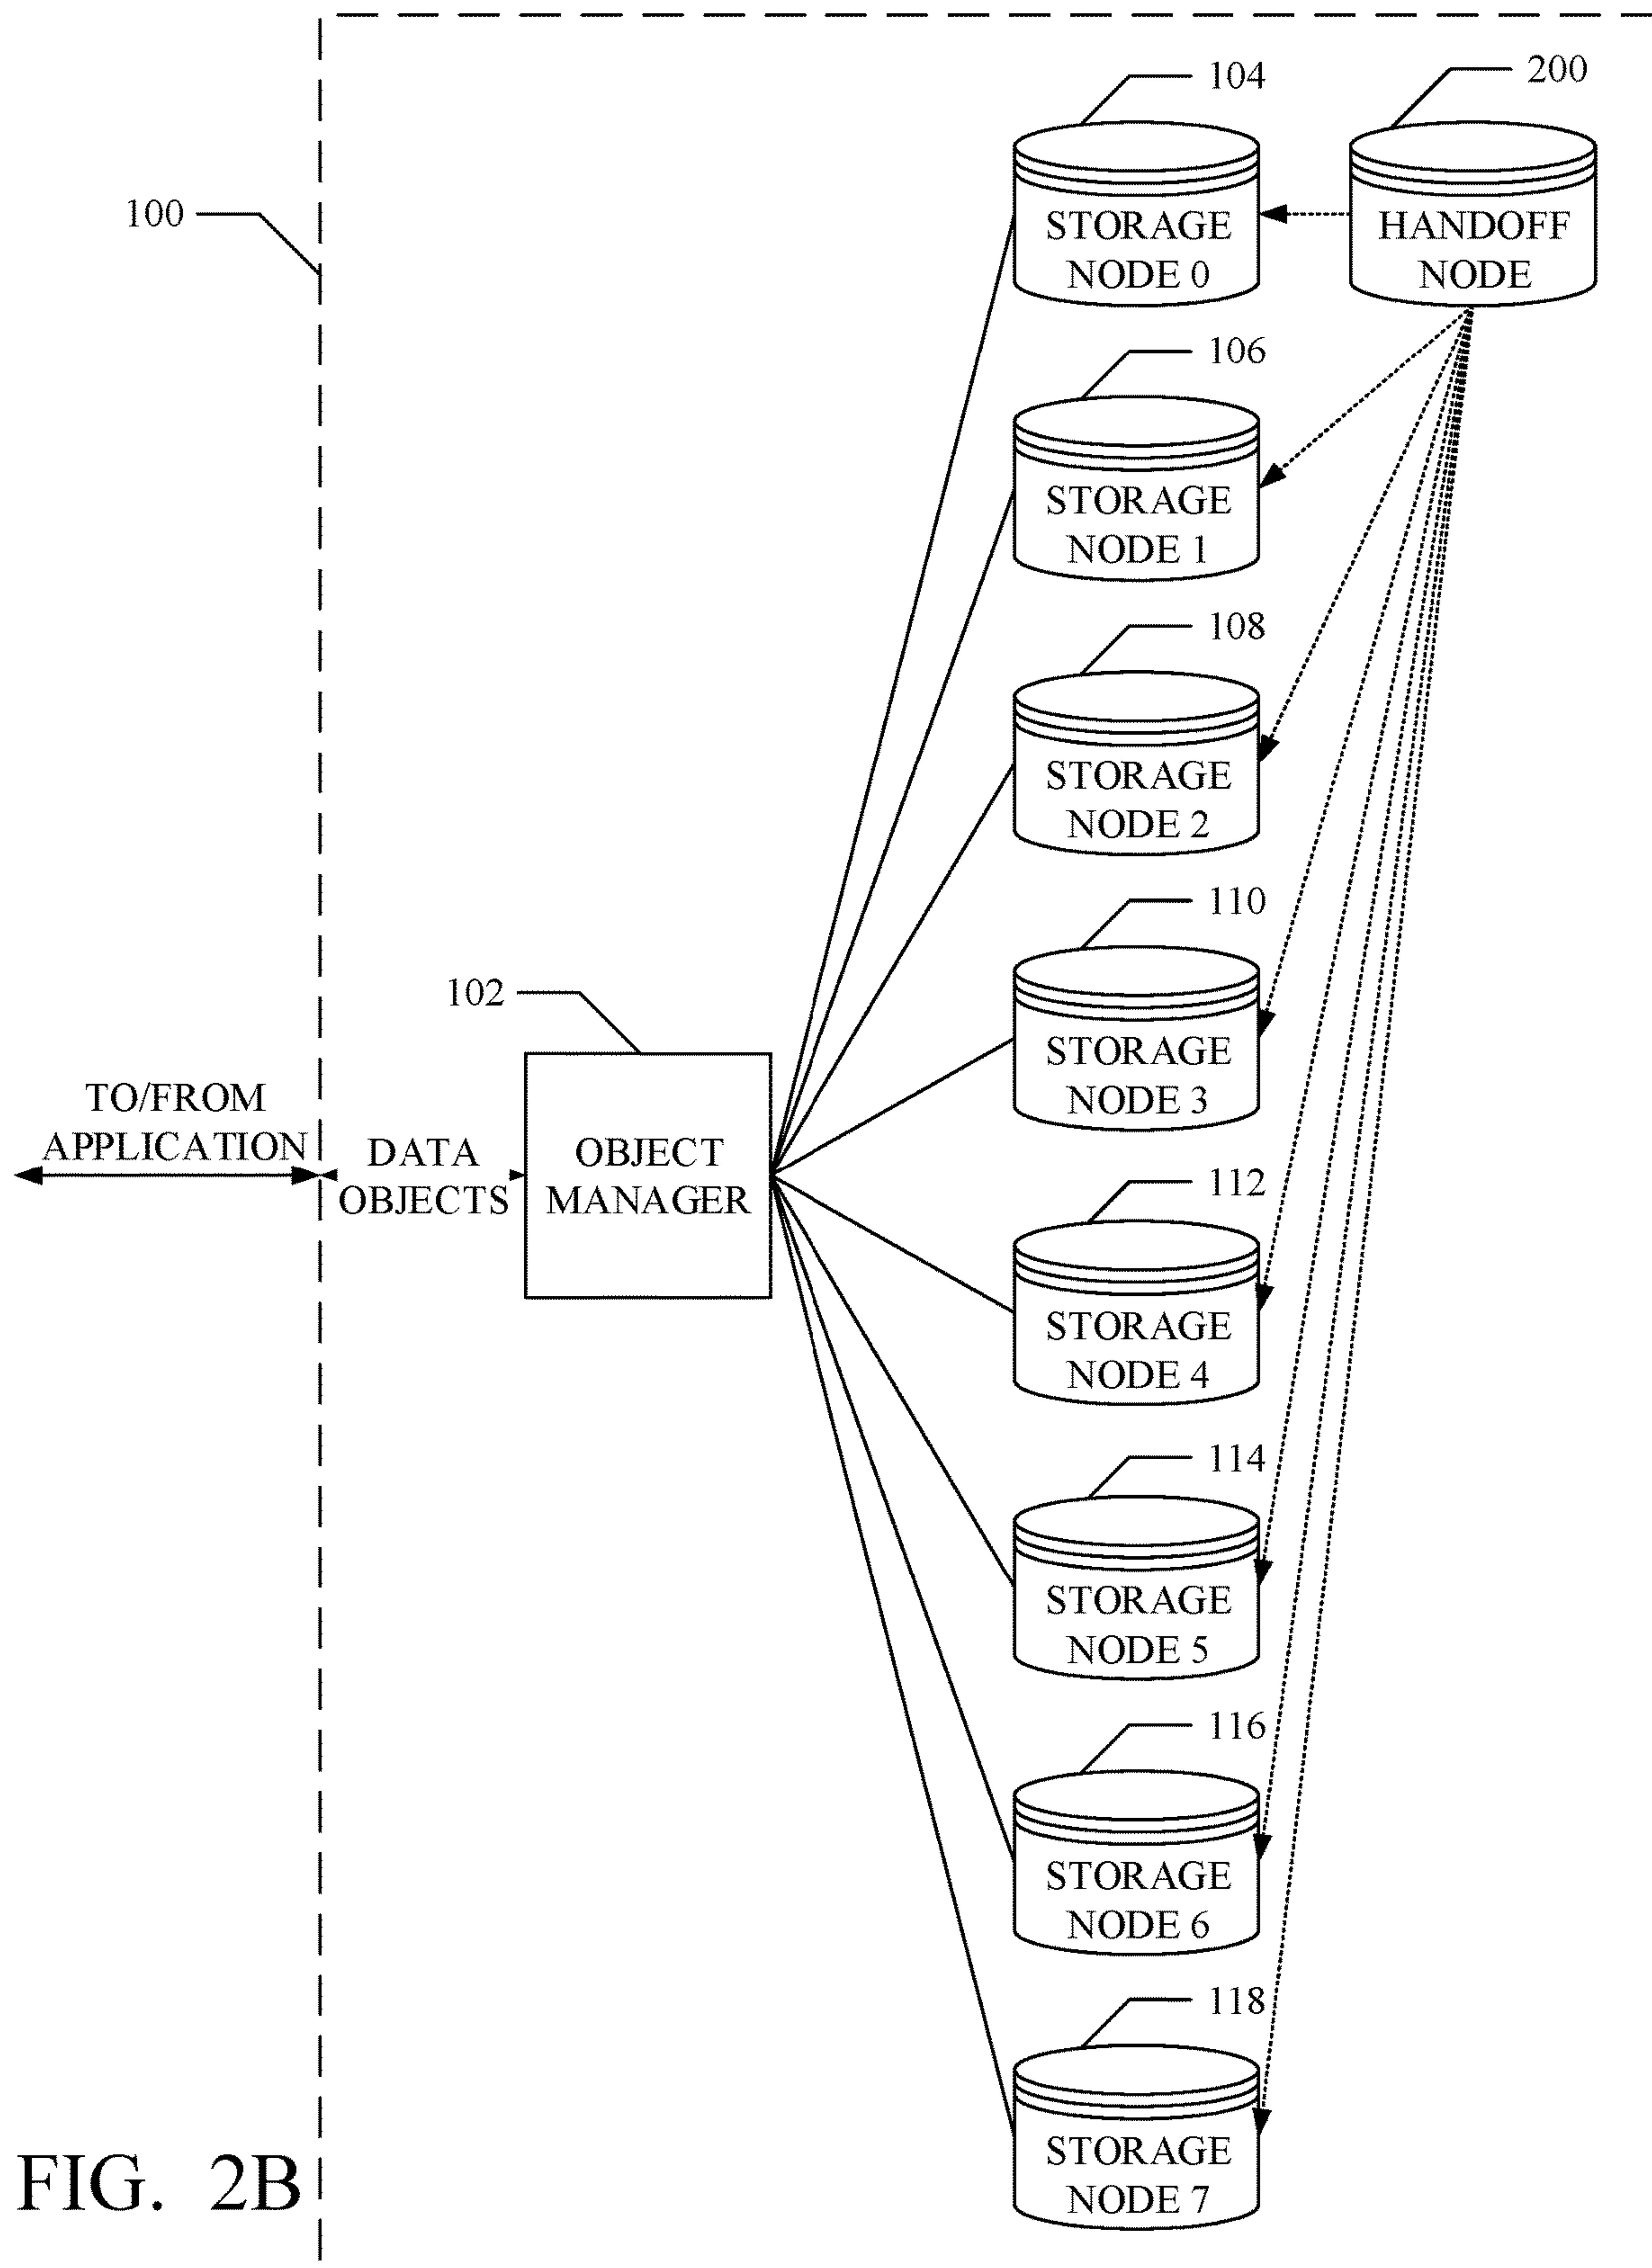 104
200
100
STORAGE
NODE 0
HANDOFF
NODE
106
STORAGE
NODE 1
108
STORAGE
NODE 2
110
STORAGE
NODE 3
102
TO/FROM
APPLICATION
DATA
OBJECTS
OBJECT
MANAGER
112
STORAGE
NODE 4
114
STORAGE
NODE 5
116
STORAGE
NODE 6
118
STORAGE
NODE 7
FIG. 2B